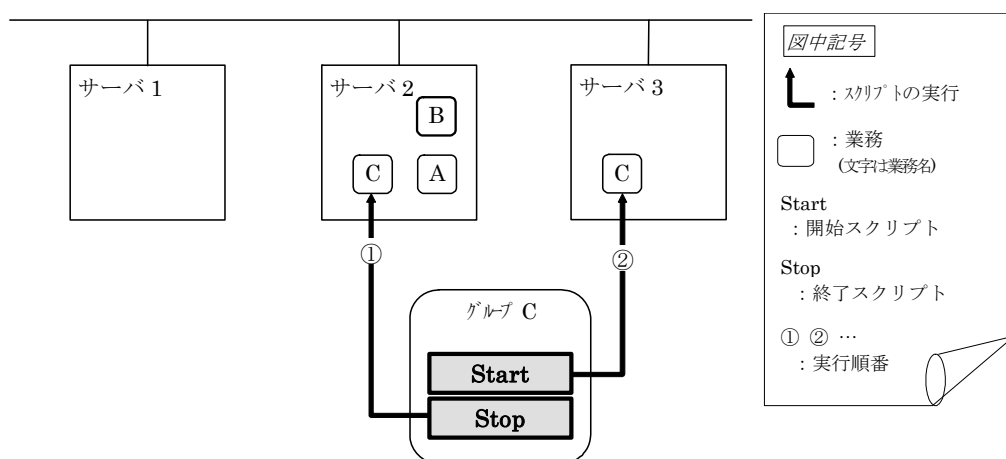 サーバ 1
サーバ 2
サーバ 3
B
C
A
C
①
②
グループ C
Start
Stop
図中記号
：スクリプトの実行
：業務
(文字は業務名)
Start
：開始スクリプト
Stop
：終了スクリプト
① ② …
：実行順番